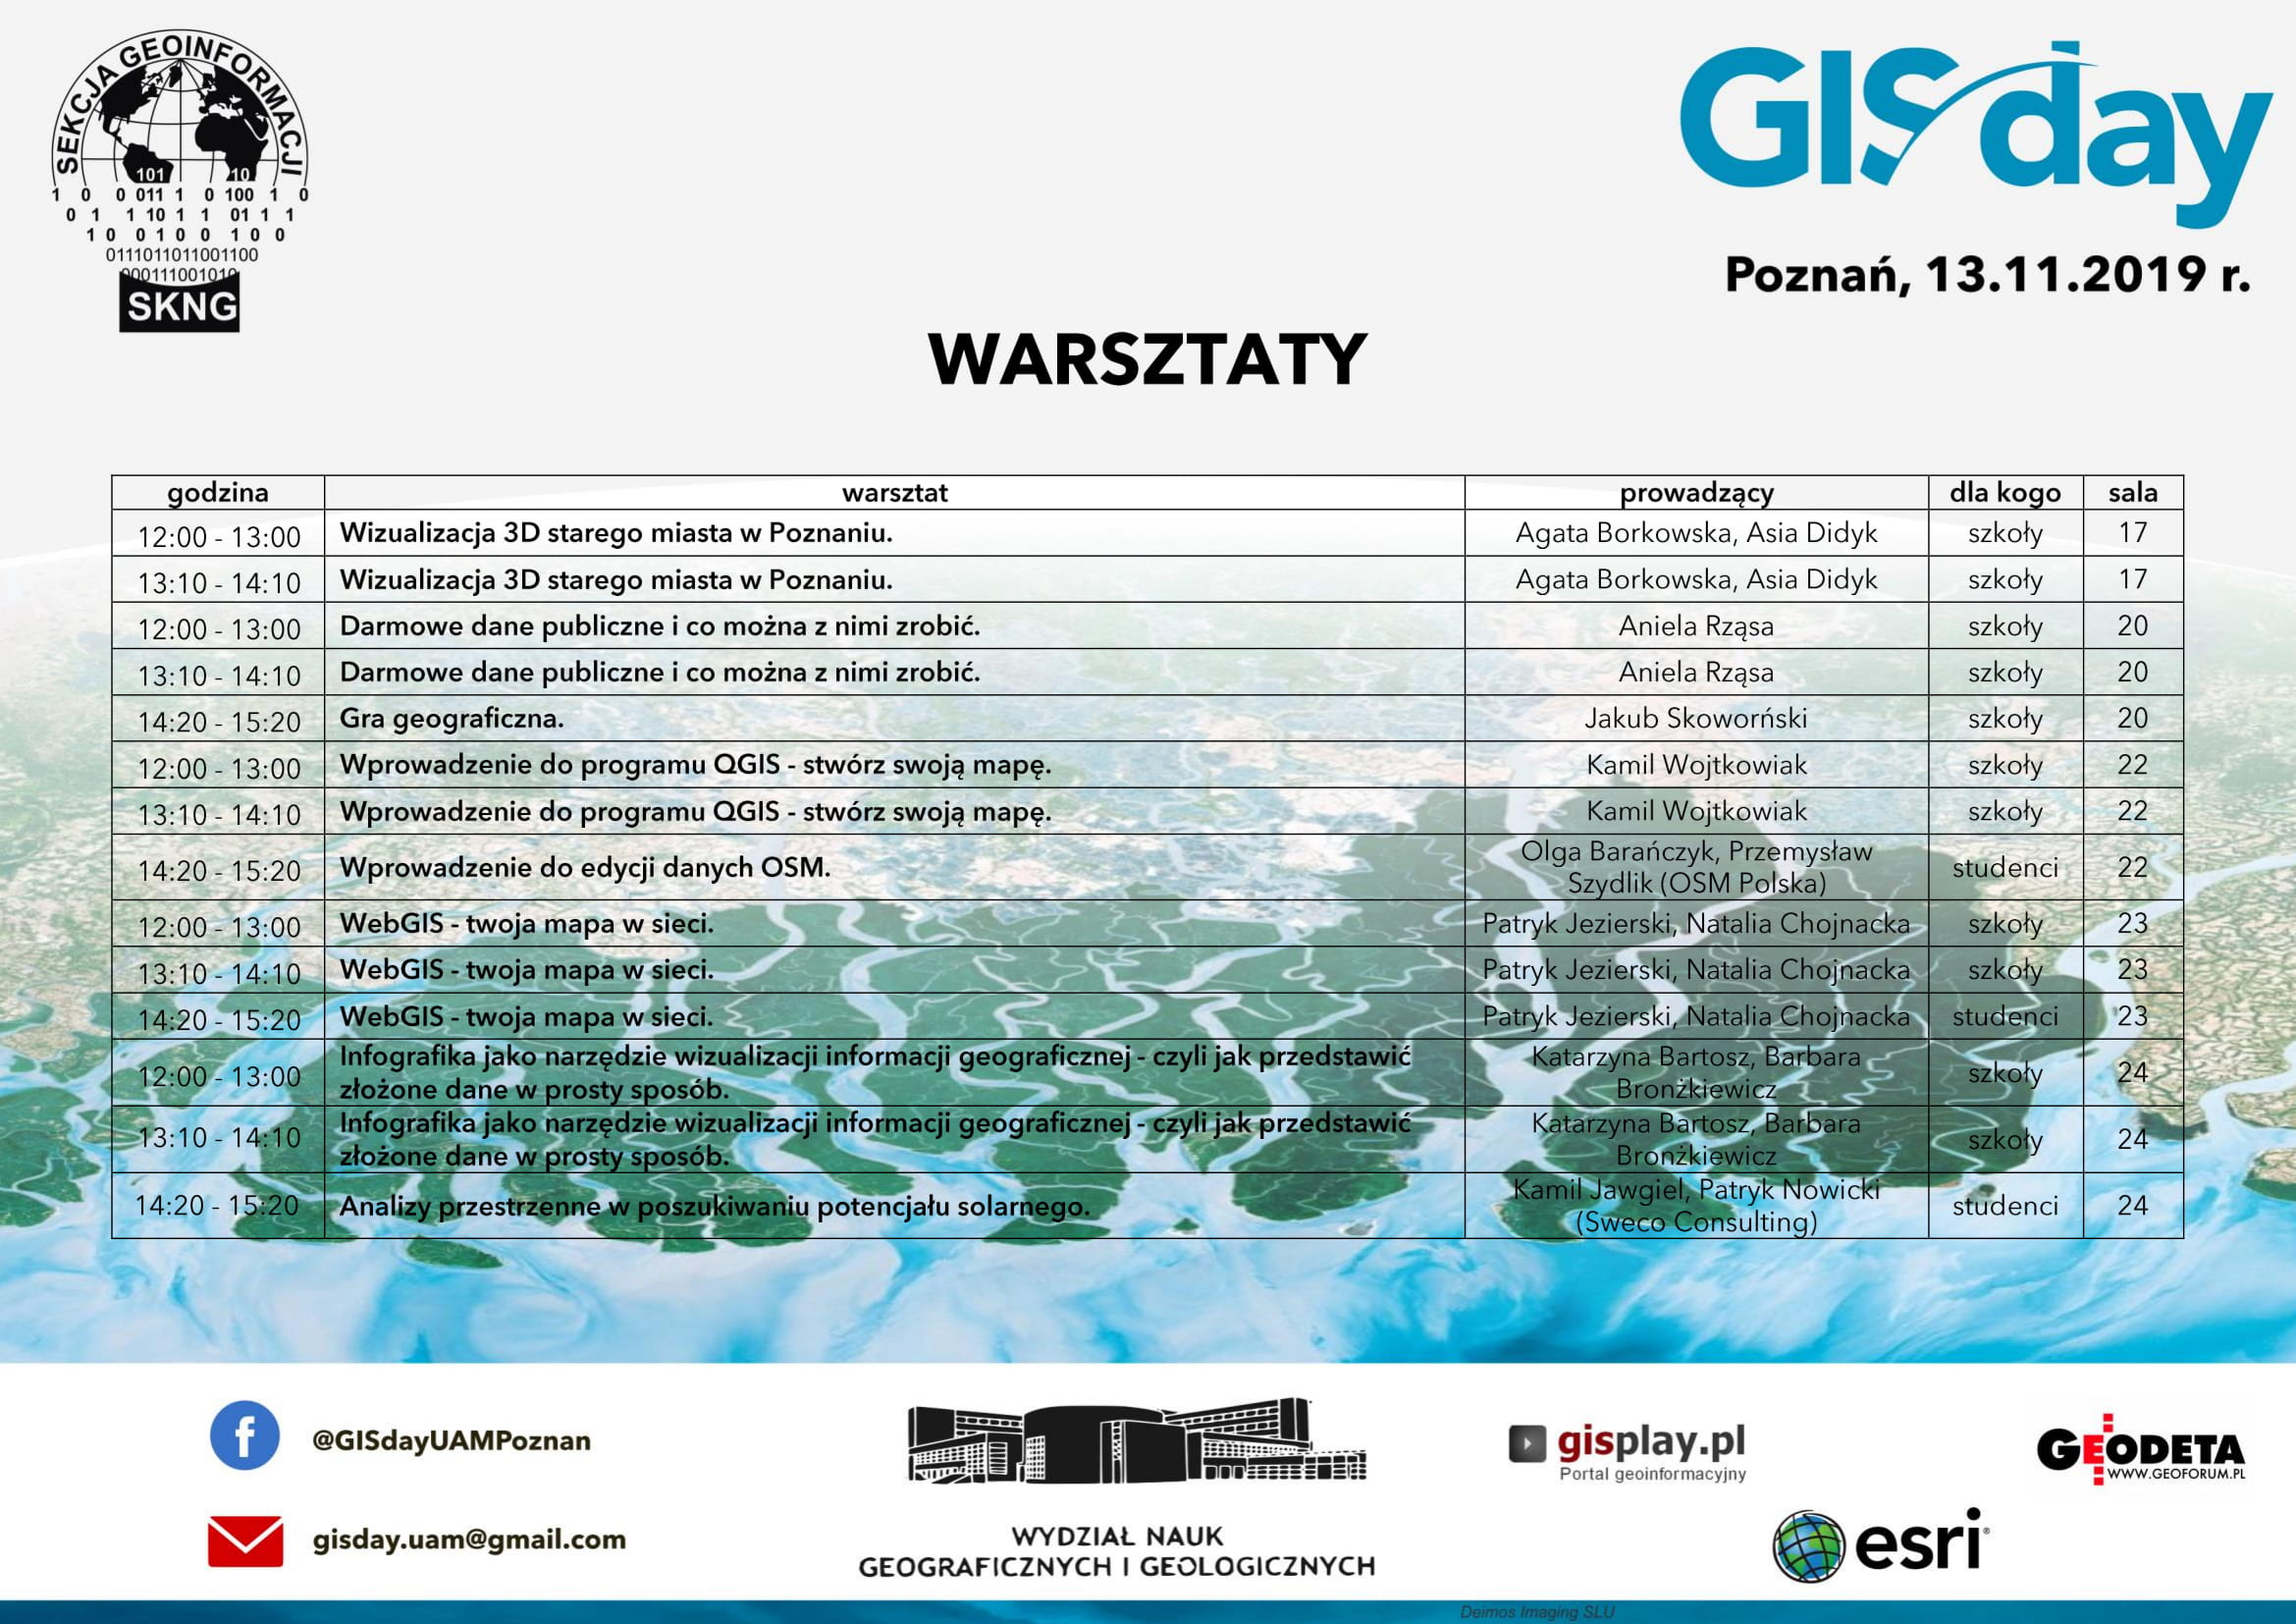 SEKCJA GEOINFORMACJI
101 10
1 0 0 011 1 0 100 1 0
0 1 1 10 1 1 01 1 1
1 0 0 1 0 0 1 0 0
0111011011001100
000111001010
SKNG
GIS day
Poznań, 13.11.2019 r.
WARSZTATY
godzina warsztat prowadzący dla kogo sala
12:00 - 13:00 Wizualizacja 3D starego miasta w Poznaniu. Agata Borkowska, Asia Didyk szkoły 17
13:10 - 14:10 Wizualizacja 3D starego miasta w Poznaniu. Agata Borkowska, Asia Didyk szkoły 17
12:00 - 13:00 Darmowe dane publiczne i co można z nimi zrobić. Aniela Rząsa szkoły 20
13:10 - 14:10 Darmowe dane publiczne i co można z nimi zrobić. Aniela Rząsa szkoły 20
14:20 - 15:20 Gra geograficzna. Jakub Skoworński szkoły 20
12:00 - 13:00 Wprowadzenie do programu QGIS - stwórz swoją mapę. Kamil Wojtkowiak szkoły 22
13:10 - 14:10 Wprowadzenie do programu QGIS - stwórz swoją mapę. Kamil Wojtkowiak szkoły 22
14:20 - 15:20 Wprowadzenie do edycji danych OSM. Olga Barańczyk, Przemysław
Szydlik (OSM Polska) studenci 22
12:00 - 13:00 WebGIS - twoja mapa w sieci. Patryk Jezierski, Natalia Chojnacka szkoły 23
13:10 - 14:10 WebGIS - twoja mapa w sieci. Patryk Jezierski, Natalia Chojnacka szkoły 23
14:20 - 15:20 WebGIS - twoja mapa w sieci. Patryk Jezierski, Natalia Chojnacka studenci 23
12:00 - 13:00 Infografika jako narzędzie wizualizacji informacji geograficznej - czyli jak przedstawić
złożone dane w prosty sposób. Katarzyna Bartosz, Barbara
Bronżkiewicz szkoły 24
13:10 - 14:10 Infografika jako narzędzie wizualizacji informacji geograficznej - czyli jak przedstawić
złożone dane w prosty sposób. Katarzyna Bartosz, Barbara
Bronżkiewicz szkoły 24
14:20 - 15:20 Analizy przestrzenne w poszukiwaniu potencjału solarnego. Kamil Jawgiel, Patryk Nowicki
(Sweco Consulting) studenci 24
@GISdayUAMPoznan
gisday.uam@gmail.com
WYDZIAŁ NAUK
GEOGRAFICZNYCH I GEOLOGICZNYCH
gisplay.pl
Portal geoinformacyjny
GEODETA
WWW.GEOFORUM.PL
esri
Deimos Imaging SLU